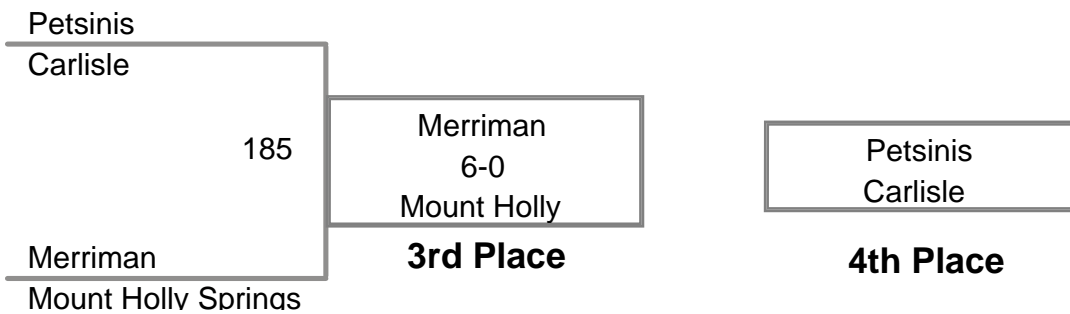 Petsinis
Carlisle
185
Merriman
6-0
Mount Holly
3rd Place
Petsinis
Carlisle
4th Place
Merriman
Mount Holly Springs